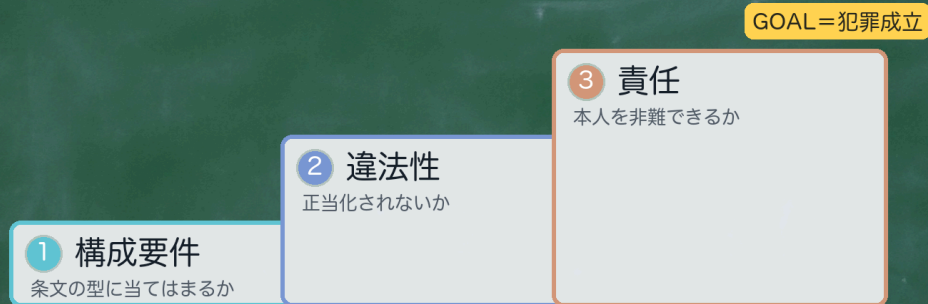 GOAL=犯罪成立
3 責任
本人を非難できるか
2 違法性
正当化されないか
1 構成要件
条文の型に当てはまるか